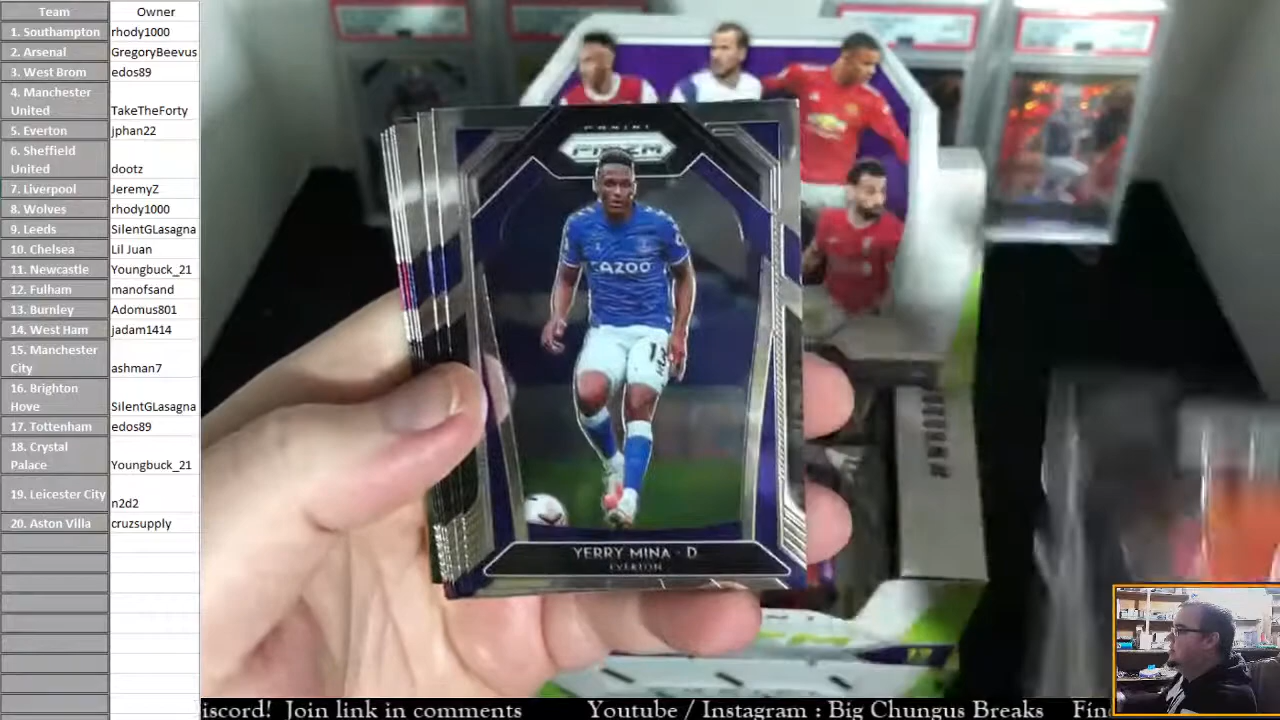 Team Owner
1. Southampton rhody1000
2. Arsenal GregoryBeevus
3. West Brom edos89
4. Manchester
United TakeTheForty
5. Everton jphan22
6. Sheffield
United dootz
7. Liverpool JeremyZ
8. Wolves rhody1000
9. Leeds SilentGLasagna
10. Chelsea Lil Juan
11. Newcastle Youngbuck_21
12. Fulham manofsand
13. Burnley Adomus801
14. West Ham jadam1414
15. Manchester
City ashman7
16. Brighton
Hove SilentGLasagna
17. Tottenham edos89
18. Crystal
Palace Youngbuck_21
19. Leicester City n2d2
20. Aston Villa cruzsupply
PANINI
PRIZM
CAZOO
13
YERRY MINA - D
EVERTON
iscord! Join link in comments Youtube / Instagram : Big Chungus Breaks Fin